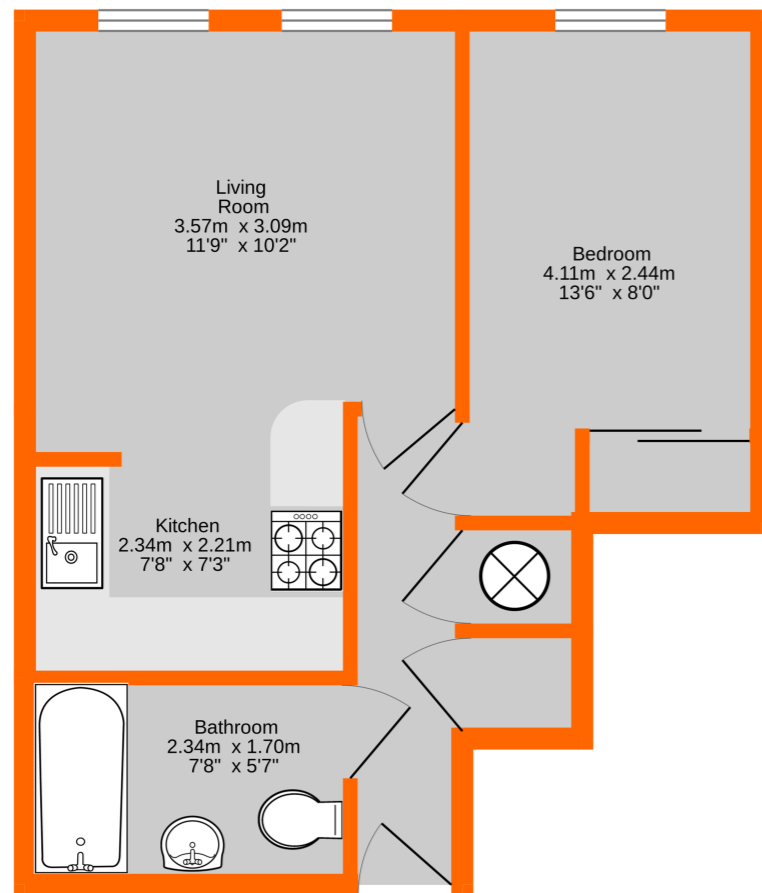 Living
Room
3.57m x 3.09m
11'9" x 10'2"
Bedroom
4.11m x 2.44m
13'6" x 8'0"
Kitchen
2.34m x 2.21m
7'8" x 7'3"
Bathroom
2.34m x 1.70m
7'8" x 5'7"